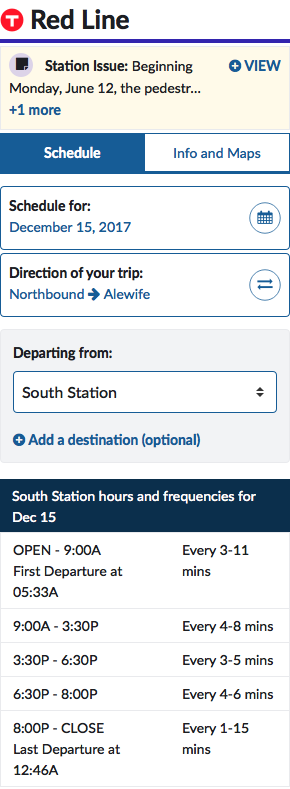 T Red Line
Station Issue: Beginning
Monday, June 12, the pedestr...
+1 more
VIEW
Schedule
Info and Maps
Schedule for:
December 15, 2017
Direction of your trip:
Northbound → Alewife
Departing from:
South Station
Add a destination (optional)
South Station hours and frequencies for
Dec 15
OPEN - 9:00A
First Departure at
05:33A
Every 3-11
mins
9:00A - 3:30P
Every 4-8 mins
3:30P - 6:30P
Every 3-5 mins
6:30P - 8:00P
Every 4-6 mins
8:00P - CLOSE
Last Departure at
12:46A
Every 1-15
mins